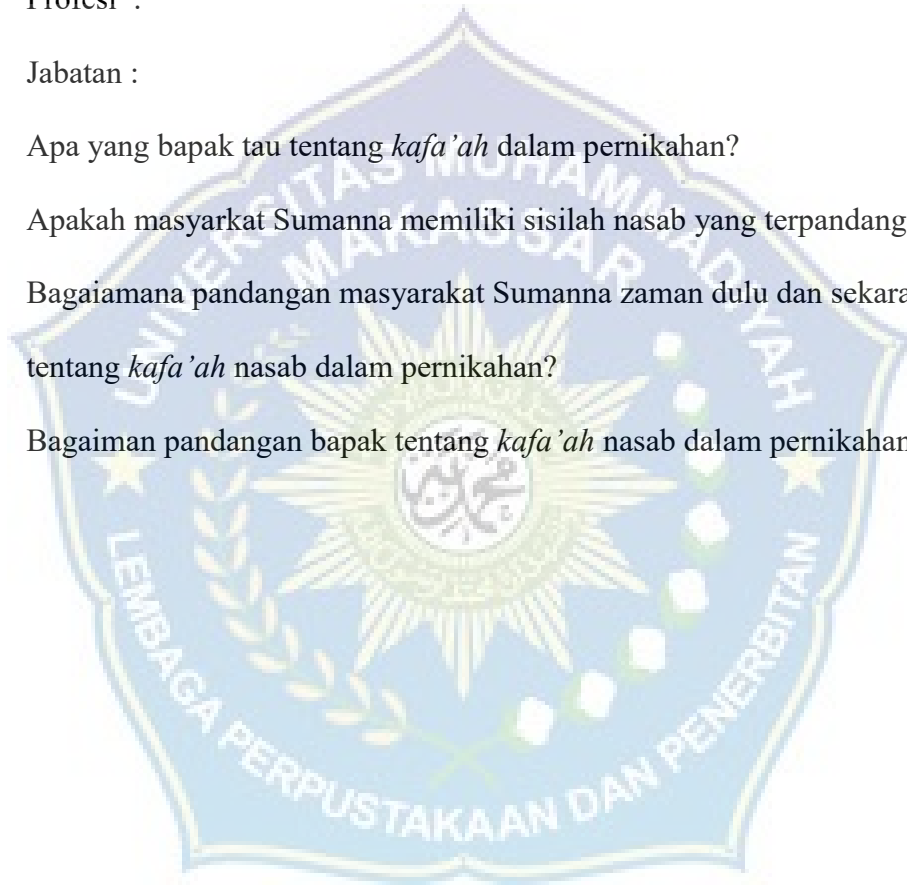 Profesi :
Jabatan :
Apa yang bapak tau tentang kafa’ah dalam pernikahan?
Apakah masyarkat Sumanna memiliki sisilah nasab yang terpandang
Bagaiamana pandangan masyarakat Sumanna zaman dulu dan sekara
tentang kafa’ah nasab dalam pernikahan?
Bagaiman pandangan bapak tentang kafa’ah nasab dalam pernikahan
UNIVERSITAS MUHAMMADIYAH
MAKASSAR
LEMBAGA PERPUSTAKAAN DAN PENERBITAN